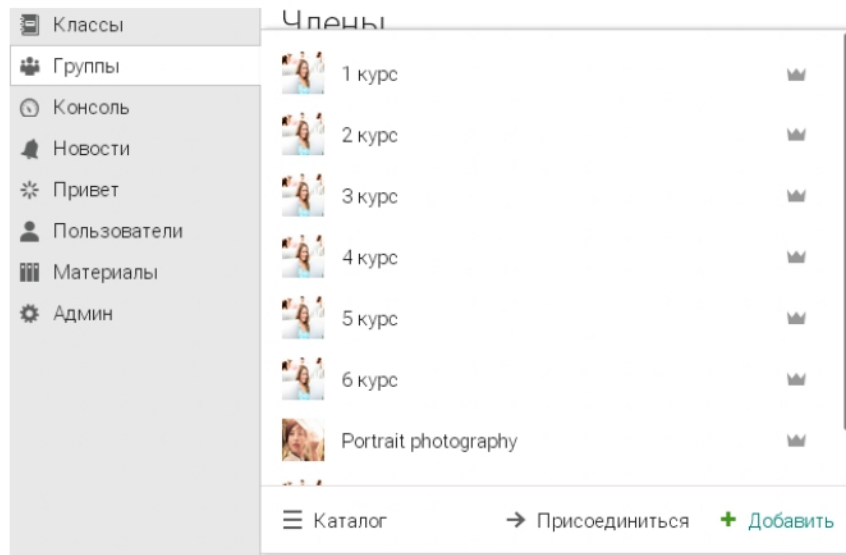 Классы
Группы
Консоль
Новости
Привет
Пользователи
Материалы
Админ
Члены
1 курс
2 курс
3 курс
4 курс
5 курс
6 курс
Portrait photography
Каталог
Присоединиться
Добавить